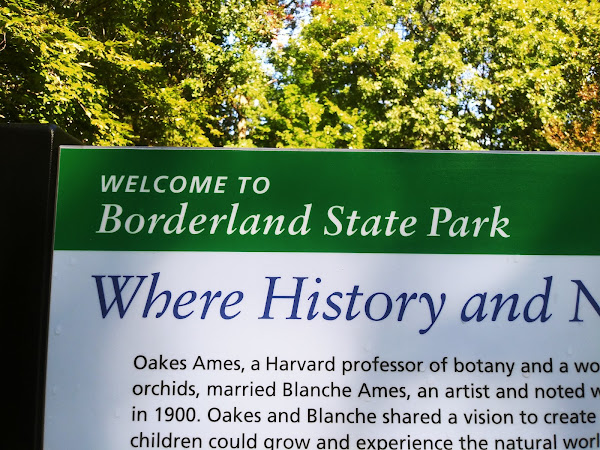 WELCOME TO
Borderland State Park
Where History and
Oakes Ames, a Harvard professor of botany and a
orchids, married Blanche Ames, an artist and noted
in 1900. Oakes and Blanche shared a vision to create
children could grow and experience the natural